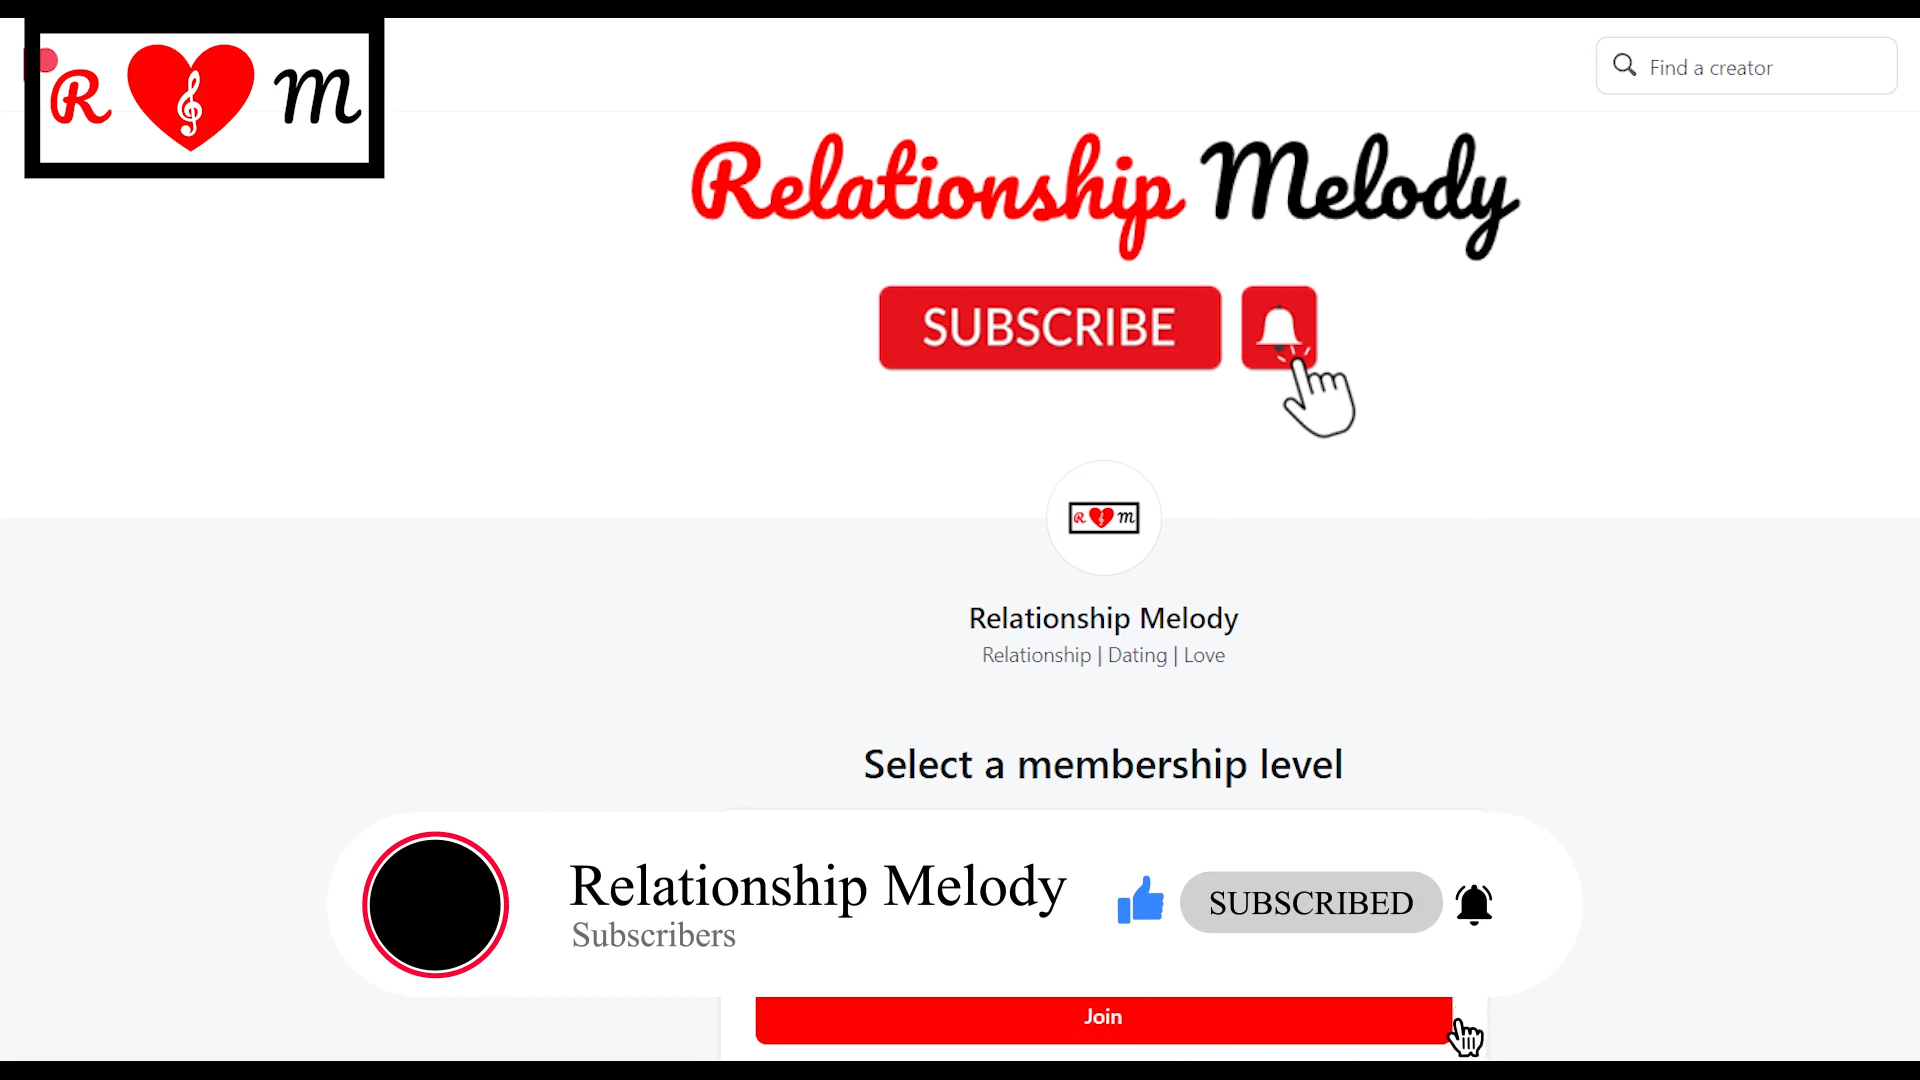 R M
Find a creator
Relationship Melody
SUBSCRIBE
R M
Relationship Melody
Relationship | Dating | Love
Select a membership level
Relationship Melody
Subscribers
SUBSCRIBED
Join